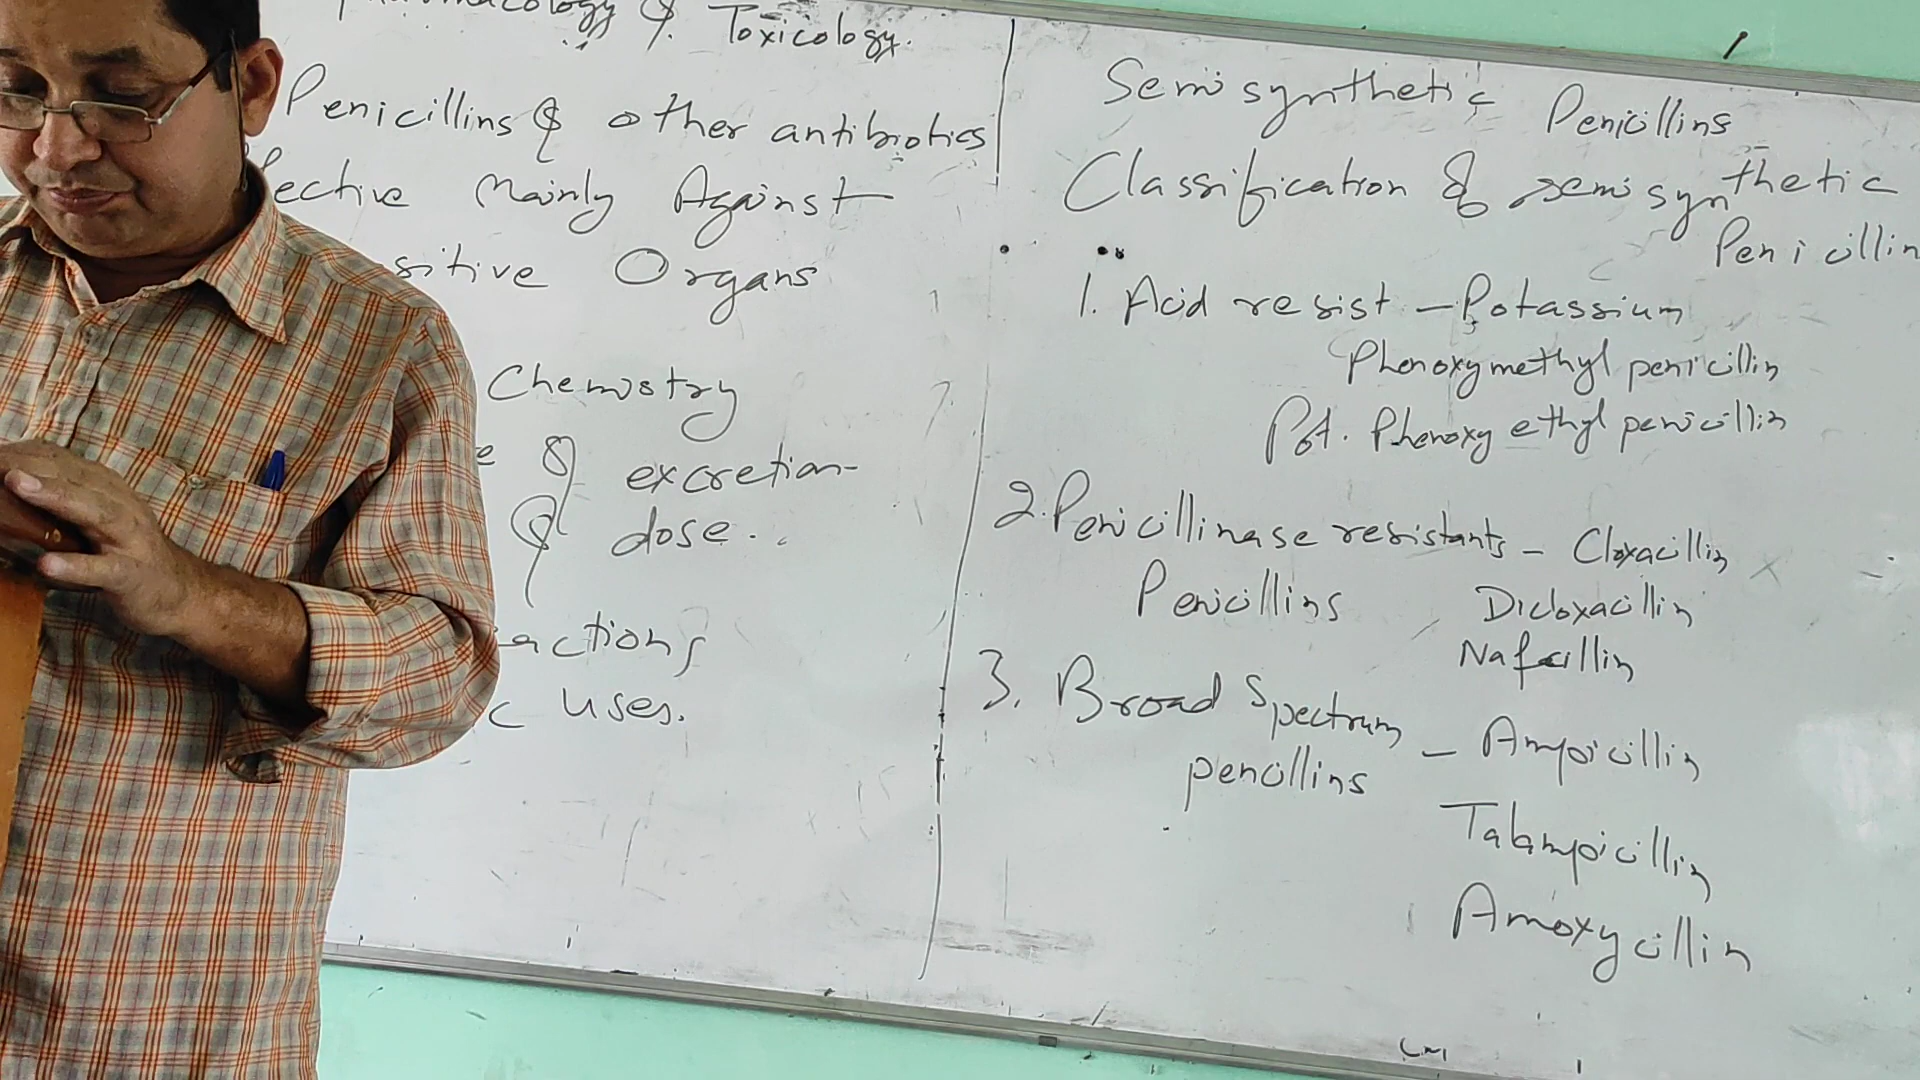 & Toxicology.
Penicillins & other antibiotics
ective Mainly Against
sitive Organs
Chemistry
e & excretion-
& dose..
actions
c uses.
Semisynthetic Penicillins
Classification of semisynthetic
Penicillin
1. Acid resist - Potassium
Phenoxymethyl penicillin
Pot. Phenoxy ethyl penicillin
2. Penicillinase resistants - Cloxacillin
Penicillins Dicloxacillin
Nafcillin
3. Broad Spectrum
pencillins - Ampicillin
Talampicillin
Amoxycillin